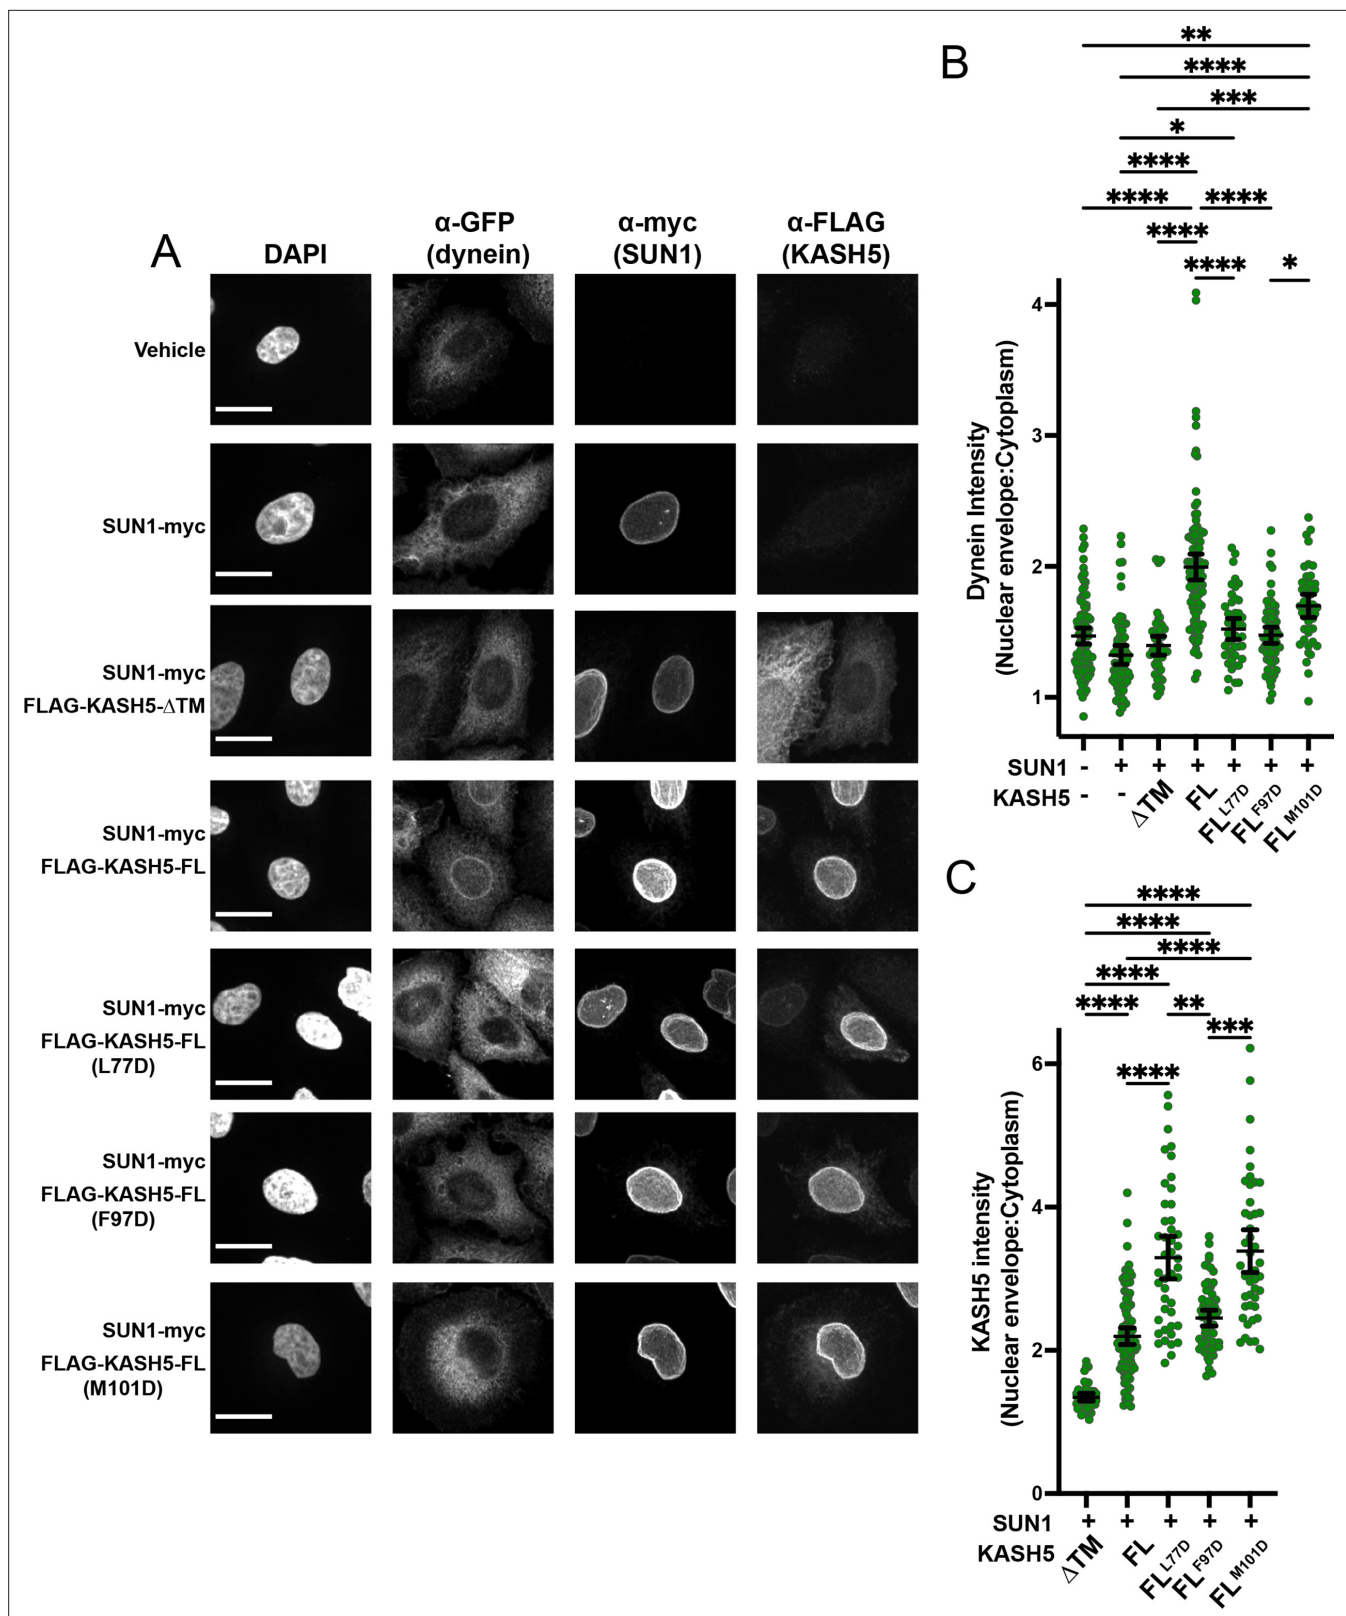 A
DAPI
α-GFP
(dynein)
α-myc
(SUN1)
α-FLAG
(KASH5)
Vehicle
SUN1-myc
SUN1-myc
FLAG-KASH5-ΔTM
SUN1-myc
FLAG-KASH5-FL
SUN1-myc
FLAG-KASH5-FL
(L77D)
SUN1-myc
FLAG-KASH5-FL
(F97D)
SUN1-myc
FLAG-KASH5-FL
(M101D)
B
**
****
***
*
****
**** ****
****
**** *
Dynein Intensity
(Nuclear envelope:Cytoplasm)
4
3
2
1
SUN1 - + + + + + +
KASH5 - - ΔTM FL FL L77D FL F97D FL M101D
C
****
****
****
****
**** **
***
****
KASH5 intensity
(Nuclear envelope:Cytoplasm)
6
4
2
0
SUN1 + + + + +
KASH5 ΔTM FL FL L77D FL F97D FL M101D